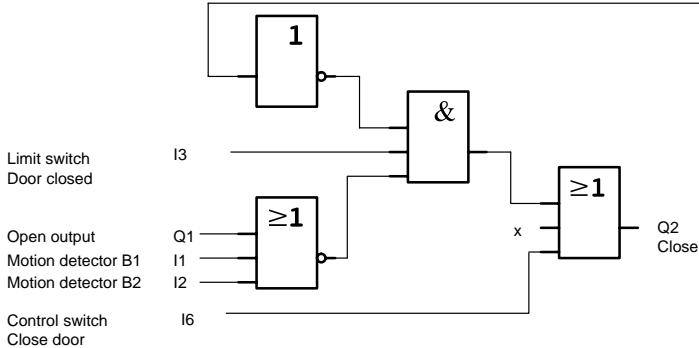 1
&
Limit switch I3
Door closed
≥1
≥1
Open output Q1
x
Q2
Close
Motion detector B1 I1
Motion detector B2 I2
Control switch I6
Close door